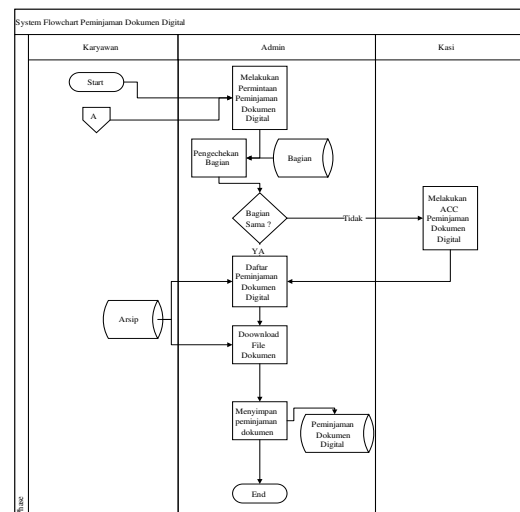 System Flowchart Peminjaman Dokumen Digital
Karyawan
Admin
Kasi
Start
A
Melakukan
Permintaan
Peminjaman
Dokumen
Digital
Pengechekan
Bagian
Bagian
Bagian
Sama ?
Tidak
Melakukan
ACC
Peminjaman
Dokumen
Digital
YA
Daftar
Peminjaman
Dokumen
Digital
Arsip
Doownload
File
Dokumen
Menyimpan
peminjaman
dokumen
Peminjaman
Dokumen
Digital
End
Phase